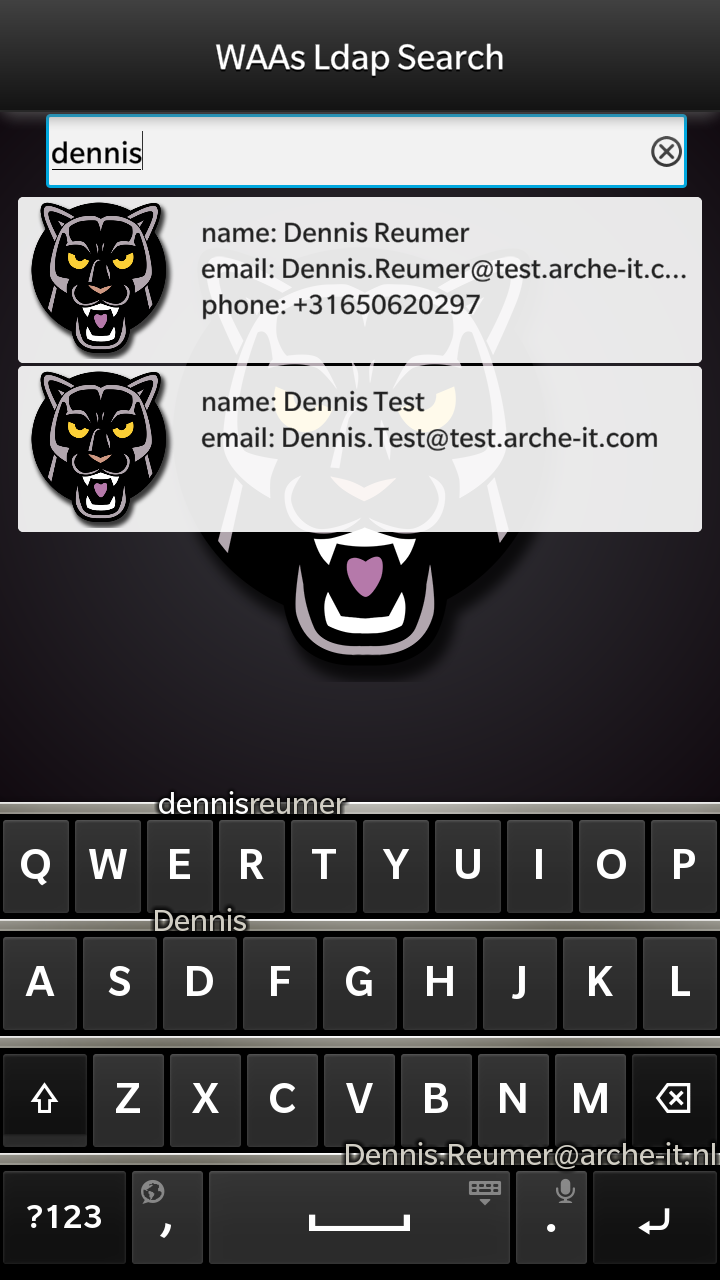 WAAs Ldap Search
dennis
name: Dennis Reumer
email: Dennis.Reumer@test.arche-it.c...
phone: +31650620297
name: Dennis Test
email: Dennis.Test@test.arche-it.com
dennisreumer
Q W E R T Y U I O P
Dennis
A S D F G H J K L
Z X C V B N M
Dennis.Reumer@arche-it.nl
?123 , .